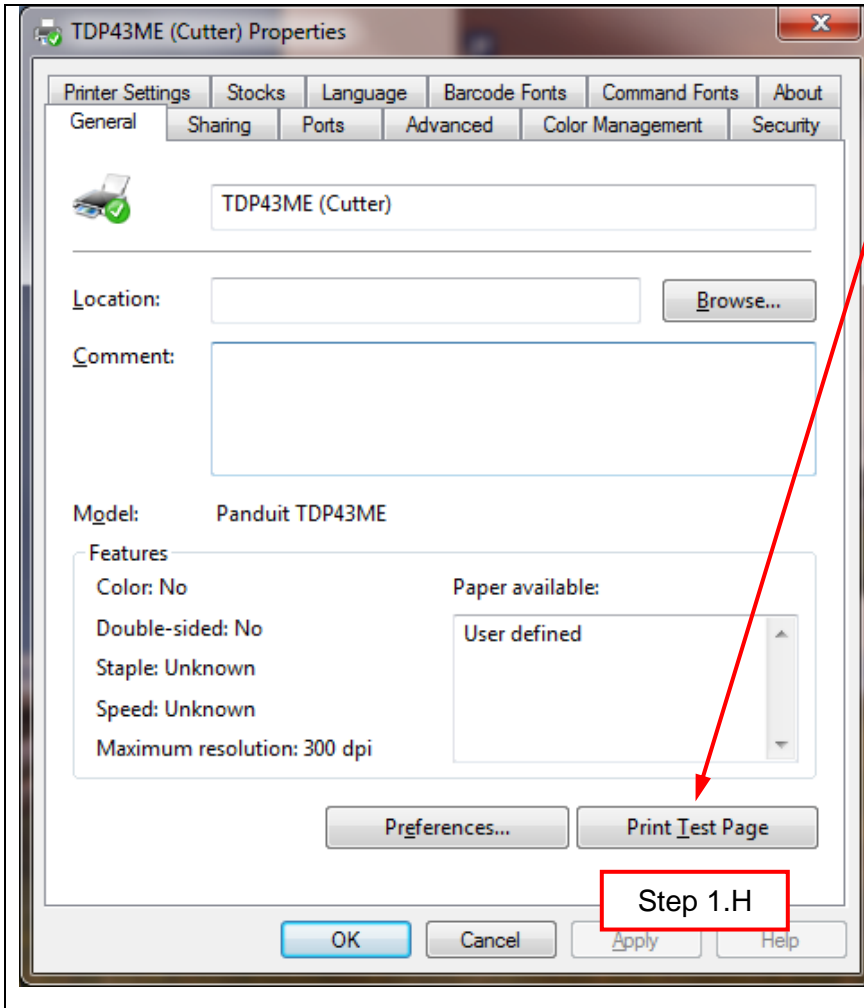 TDP43ME (Cutter) Properties
x
Printer Settings Stocks Language Barcode Fonts Command Fonts About
General Sharing Ports Advanced Color Management Security
TDP43ME (Cutter)
Location:
Browse...
Comment:
Model: Panduit TDP43ME
Features
Color: No
Paper available:
Double-sided: No
User defined
Staple: Unknown
Speed: Unknown
Maximum resolution: 300 dpi
Preferences... Print Test Page
Step 1.H
OK Cancel Apply Help